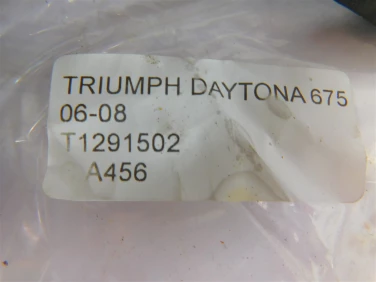 TRIUMPH DAYTONA 675
06-08
T1291502
A456